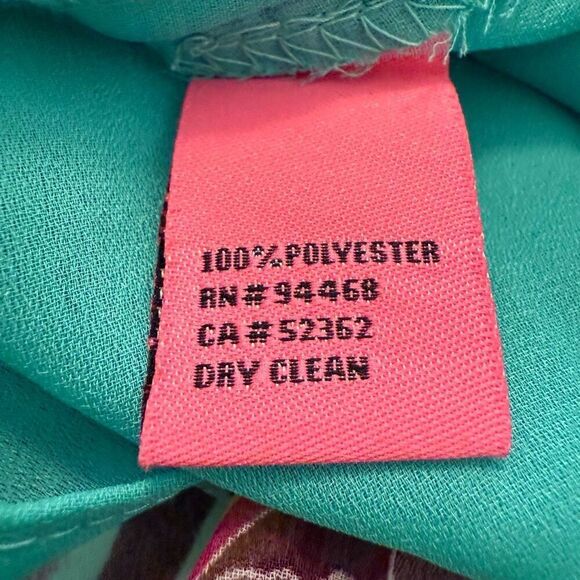 100% POLYESTER
RN# 94468
CA# 52362
DRY CLEAN